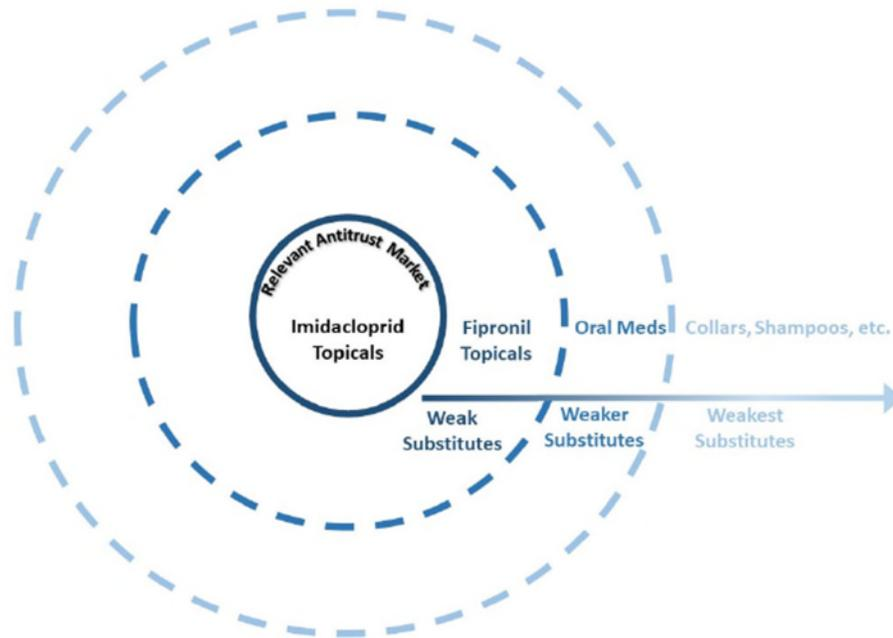 Relevant Antitrust Market
Imidacloprid
Topicals
Fipronil
Topicals
Oral Meds
Collars, Shampoos, etc.
Weak
Substitutes
Weaker
Substitutes
Weakest
Substitutes